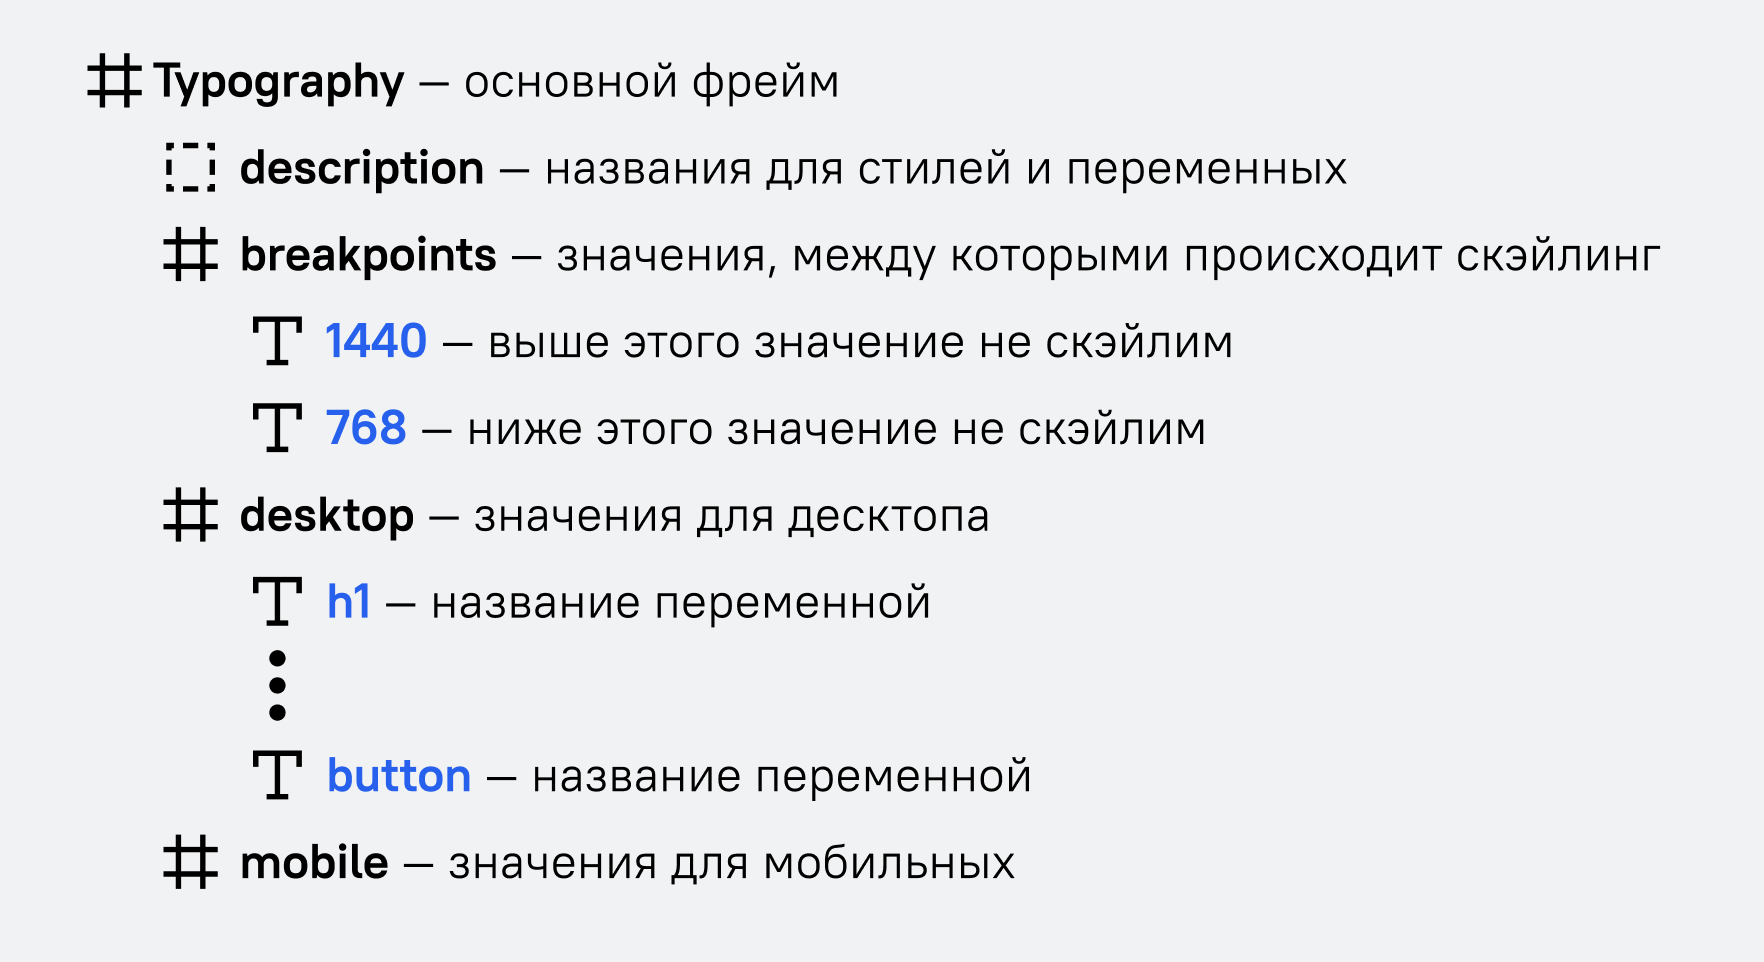 Typography — основной фрейм
description — названия для стилей и переменных
breakpoints — значения, между которыми происходит скэйлинг
1440 — выше этого значение не скэйлим
768 — ниже этого значение не скэйлим
desktop — значения для десктопа
h1 — название переменной
button — название переменной
mobile — значения для мобильных